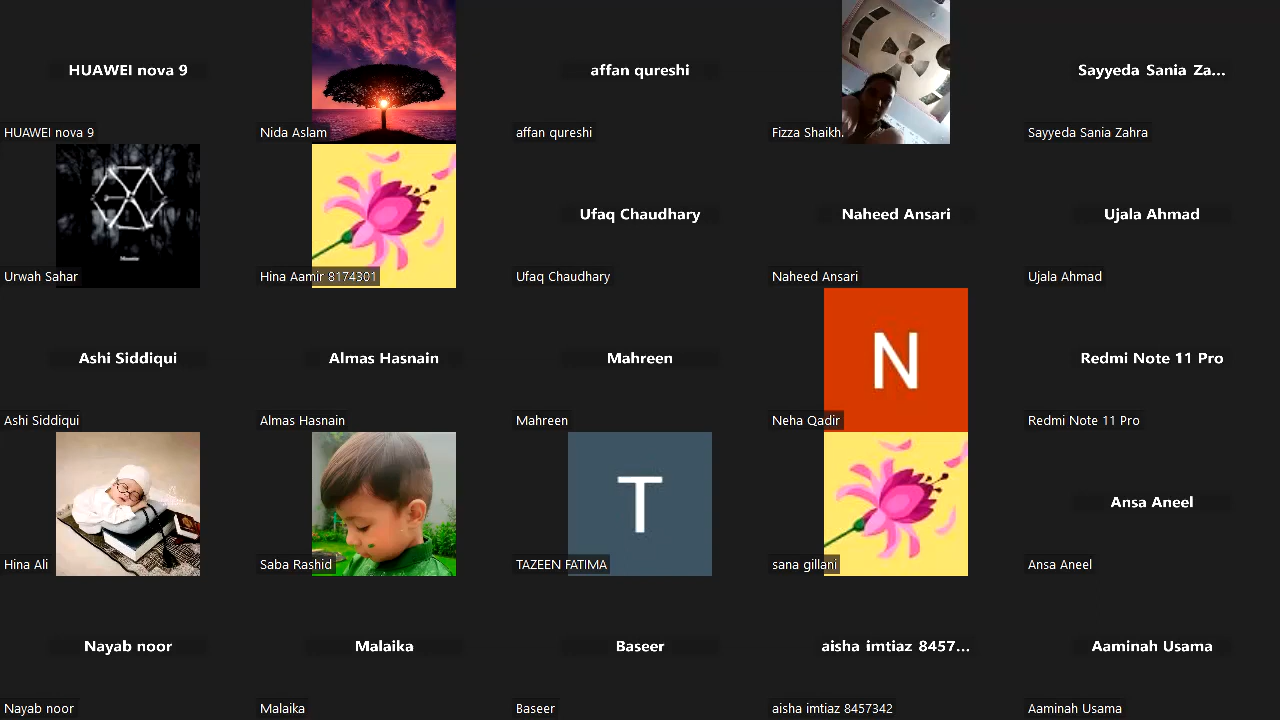 HUAWEI nova 9
HUAWEI nova 9
Nida Aslam
affan qureshi
affan qureshi
Fizza Shaikh.
Sayyeda Sania Za...
Sayyeda Sania Zahra
Urwah Sahar
Hina Aamir 8174301
Ufaq Chaudhary
Ufaq Chaudhary
Naheed Ansari
Naheed Ansari
Ujala Ahmad
Ujala Ahmad
Ashi Siddiqui
Ashi Siddiqui
Almas Hasnain
Almas Hasnain
Mahreen
Mahreen
N
Neha Qadir
Redmi Note 11 Pro
Redmi Note 11 Pro
Hina Ali
Saba Rashid
T
TAZEEN FATIMA
sana gillani
Ansa Aneel
Ansa Aneel
Nayab noor
Nayab noor
Malaika
Malaika
Baseer
Baseer
aisha imtiaz 8457...
aisha imtiaz 8457342
Aaminah Usama
Aaminah Usama